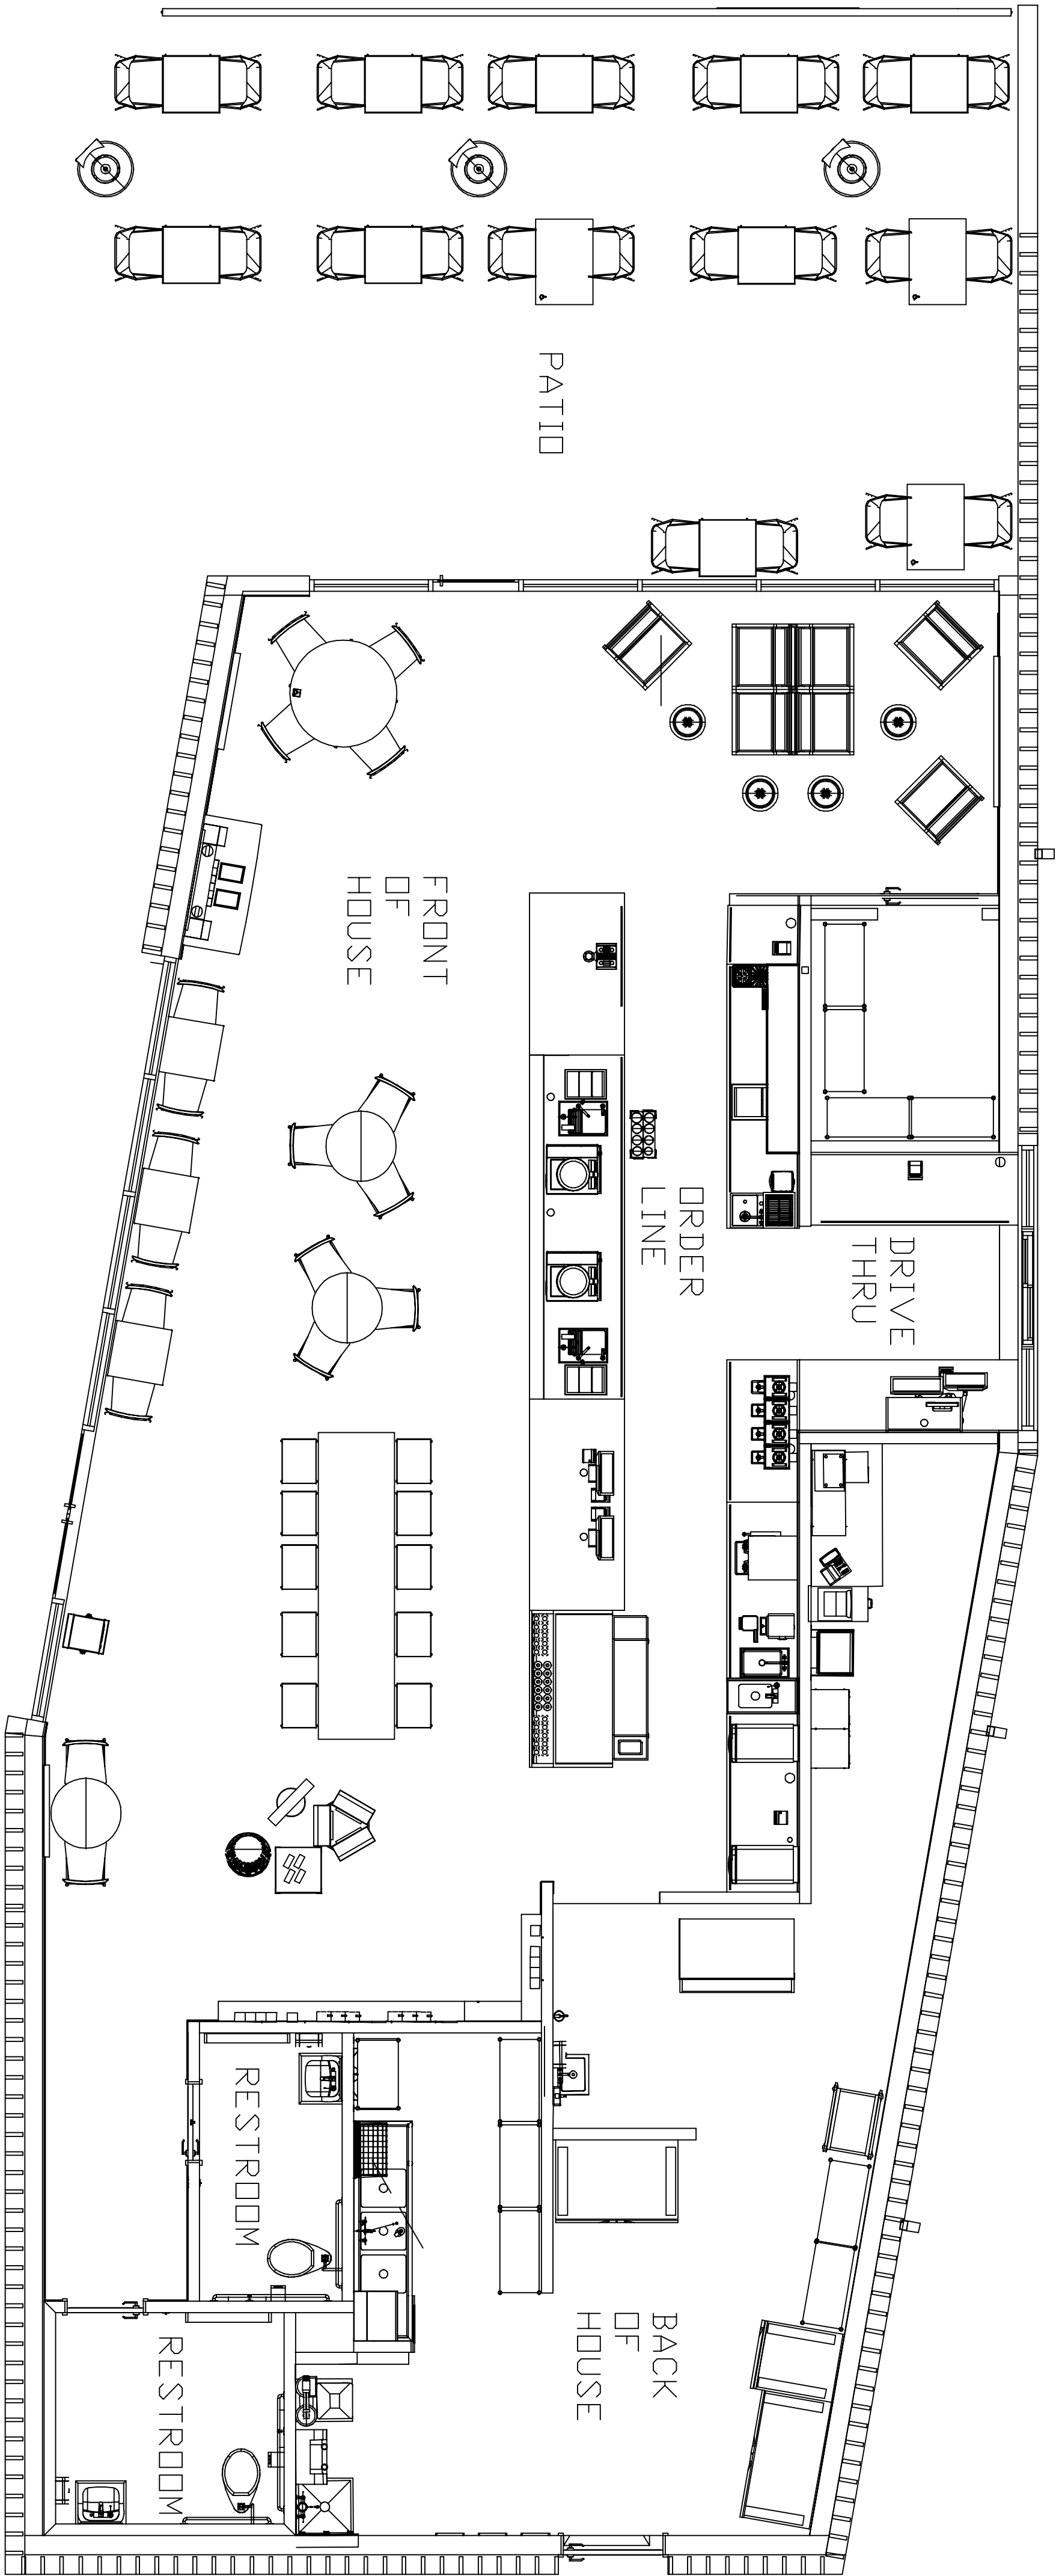 PATIO
FRONT
OF
HOUSE
ORDER
LINE
DRIVE
THRU
RESTROOM
BACK
OF
HOUSE
RESTROOM